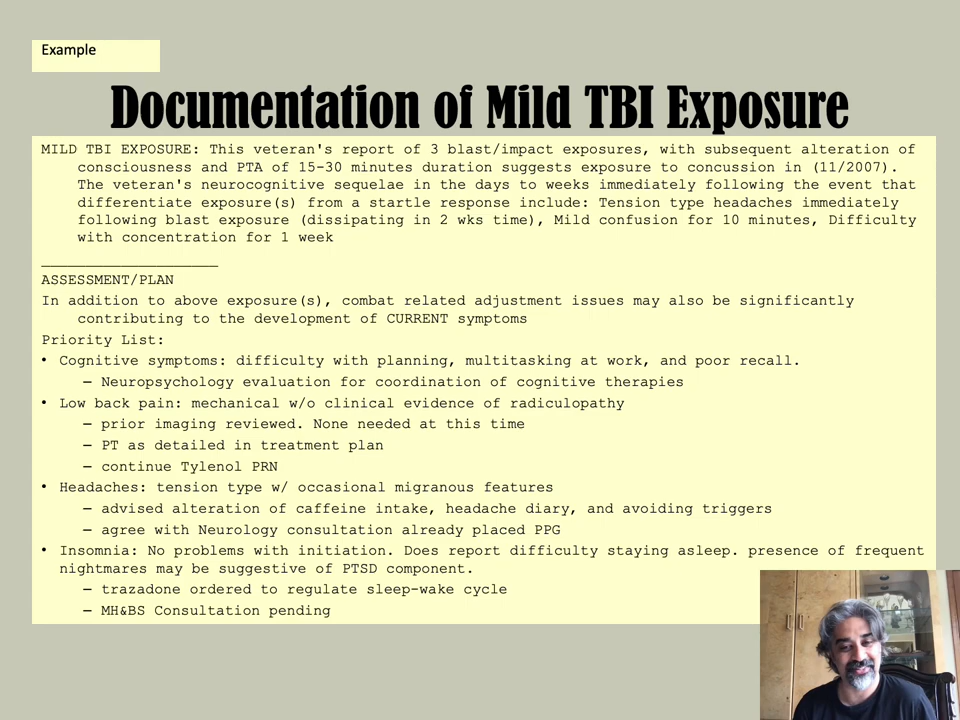 Example
Documentation of Mild TBI Exposure
MILD TBI EXPOSURE: This veteran's report of 3 blast/impact exposures, with subsequent alteration of
consciousness and PTA of 15-30 minutes duration suggests exposure to concussion in (11/2007).
The veteran's neurocognitive sequelae in the days to weeks immediately following the event that
differentiate exposure(s) from a startle response include: Tension type headaches immediately
following blast exposure (dissipating in 2 wks time), Mild confusion for 10 minutes, Difficulty
with concentration for 1 week
____________________
ASSESSMENT/PLAN
In addition to above exposure(s), combat related adjustment issues may also be significantly
contributing to the development of CURRENT symptoms
Priority List:
• Cognitive symptoms: difficulty with planning, multitasking at work, and poor recall.
– Neuropsychology evaluation for coordination of cognitive therapies
• Low back pain: mechanical w/o clinical evidence of radiculopathy
– prior imaging reviewed. None needed at this time
– PT as detailed in treatment plan
– continue Tylenol PRN
• Headaches: tension type w/ occasional migranous features
– advised alteration of caffeine intake, headache diary, and avoiding triggers
– agree with Neurology consultation already placed PPG
• Insomnia: No problems with initiation. Does report difficulty staying asleep. presence of frequent
nightmares may be suggestive of PTSD component.
– trazadone ordered to regulate sleep-wake cycle
– MH&BS Consultation pending